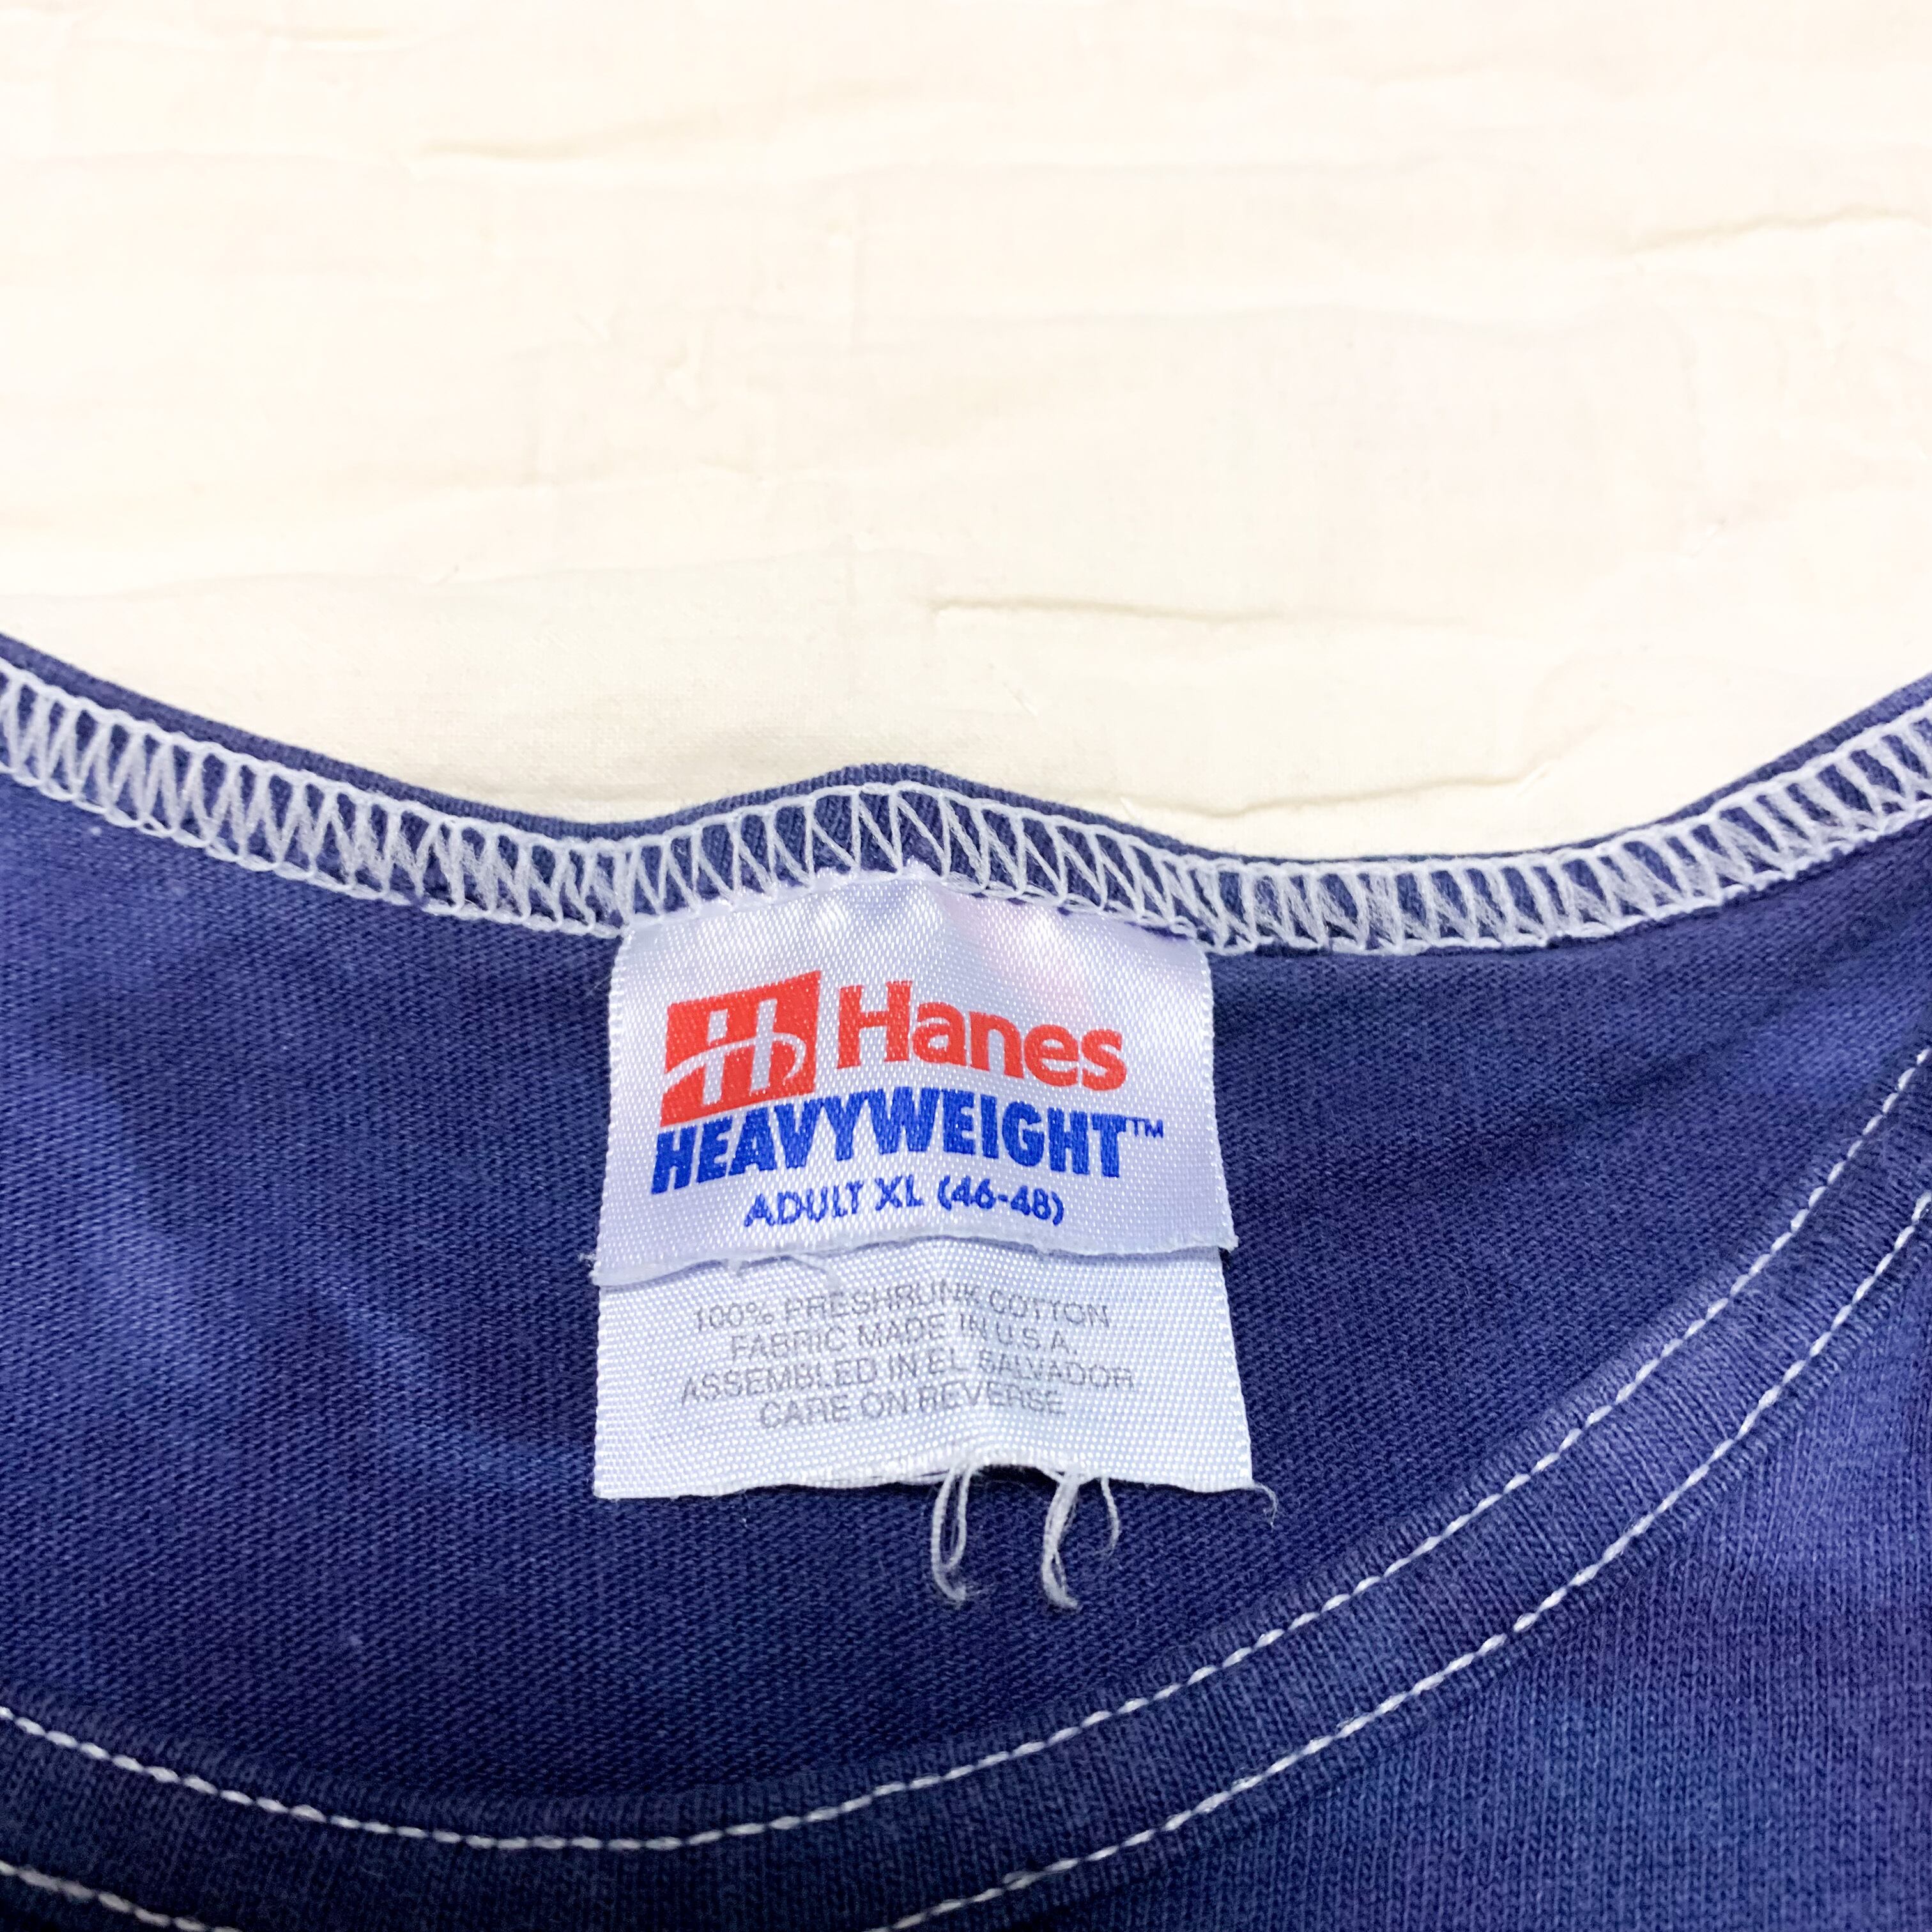 Hanes
HEAVYWEIGHT™
ADULT XL (46-48)
100% PRESHRUNK COTTON
FABRIC MADE IN U.S.A.
ASSEMBLED IN EL SALVADOR
CARE ON REVERSE